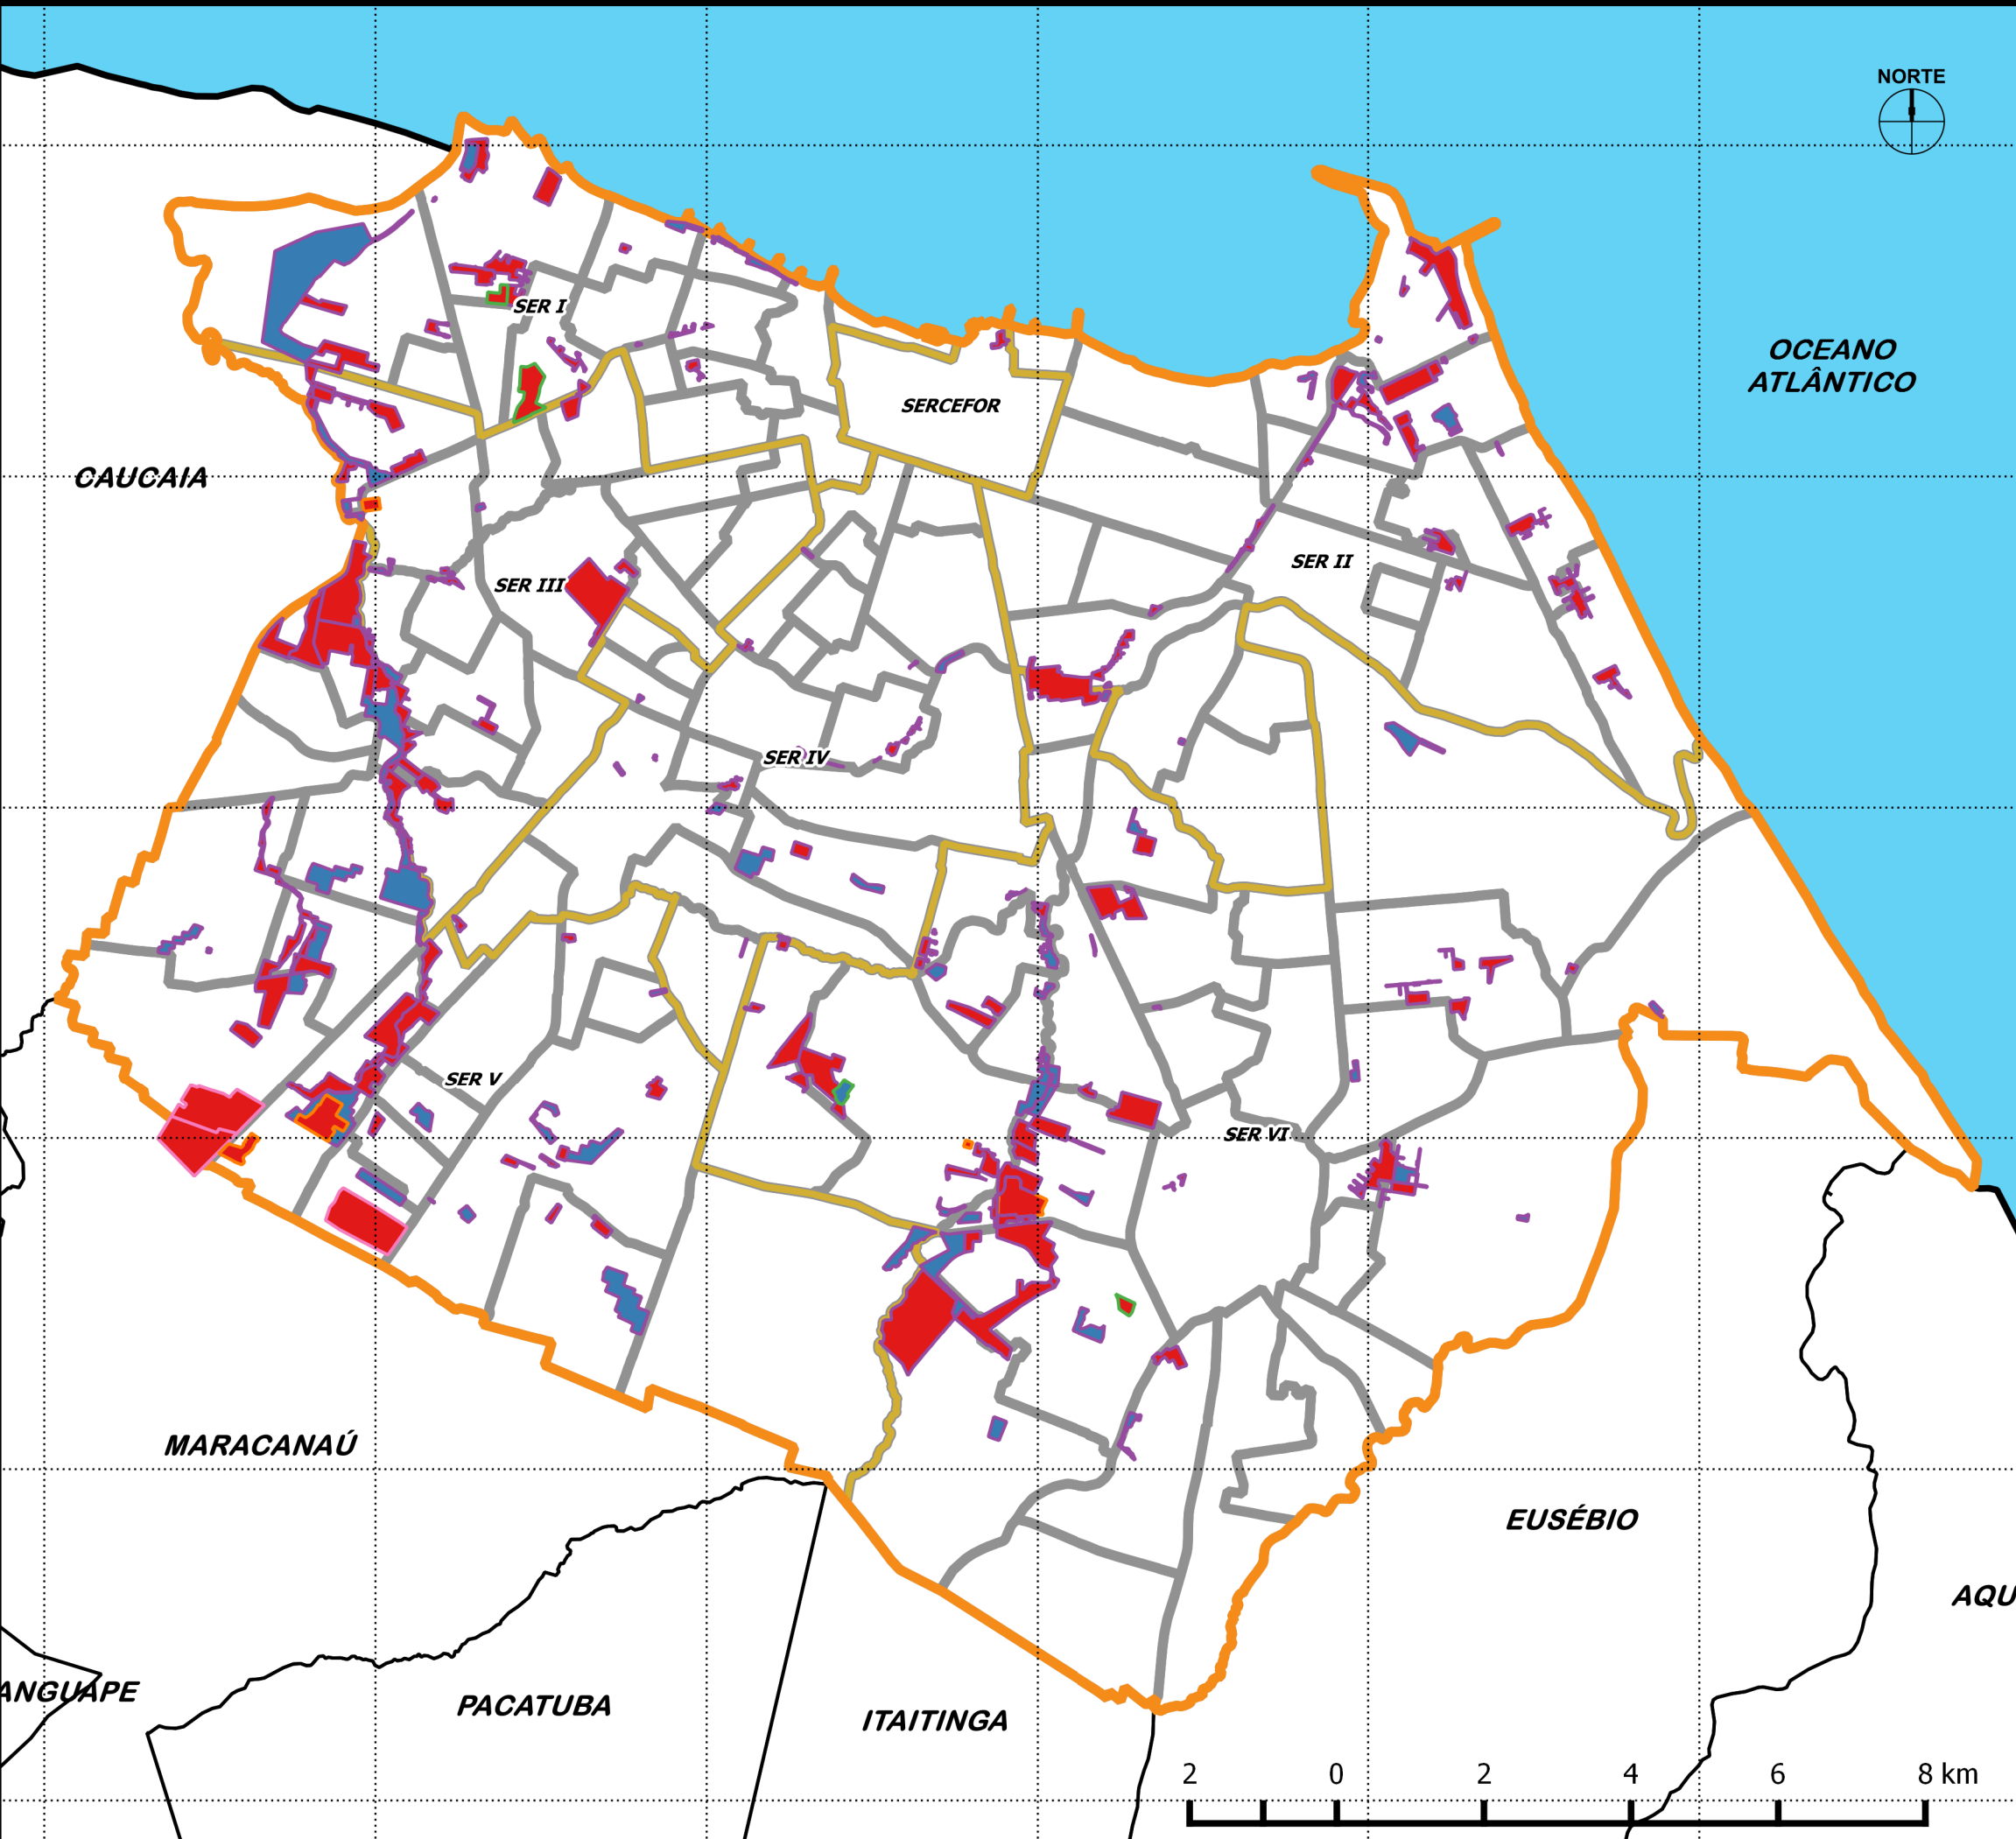 NORTE
OCEANO
ATLÂNTICO
SER I
SERCEFOR
CAUCAIA
SER II
SER III
SER IV
SER V
SER VI
MARACANAÚ
EUSÉBIO
AQU
ANGUAPE
PACATUBA
ITAITINGA
2 0 2 4 6 8 km